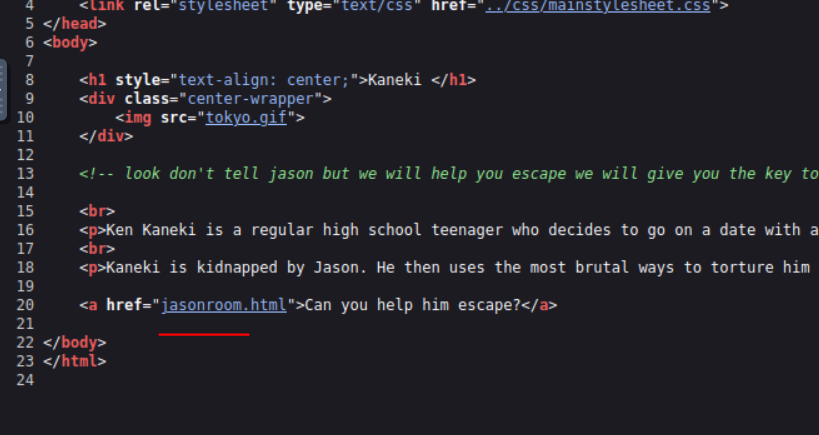 4 <link rel="stylesheet" type="text/css" href="../css/mainstylesheet.css">
5 </head>
6 <body>
7
8 <h1 style="text-align: center;">Kaneki </h1>
9 <div class="center-wrapper">
10 <img src="tokyo.gif">
11 </div>
12
13 <!-- look don't tell jason but we will help you escape we will give you the key to
14
15 <br>
16 <p>Ken Kaneki is a regular high school teenager who decides to go on a date with a
17 <br>
18 <p>Kaneki is kidnapped by Jason. He then uses the most brutal ways to torture him
19
20 <a href="jasonroom.html">Can you help him escape?</a>
21
22 </body>
23 </html>
24